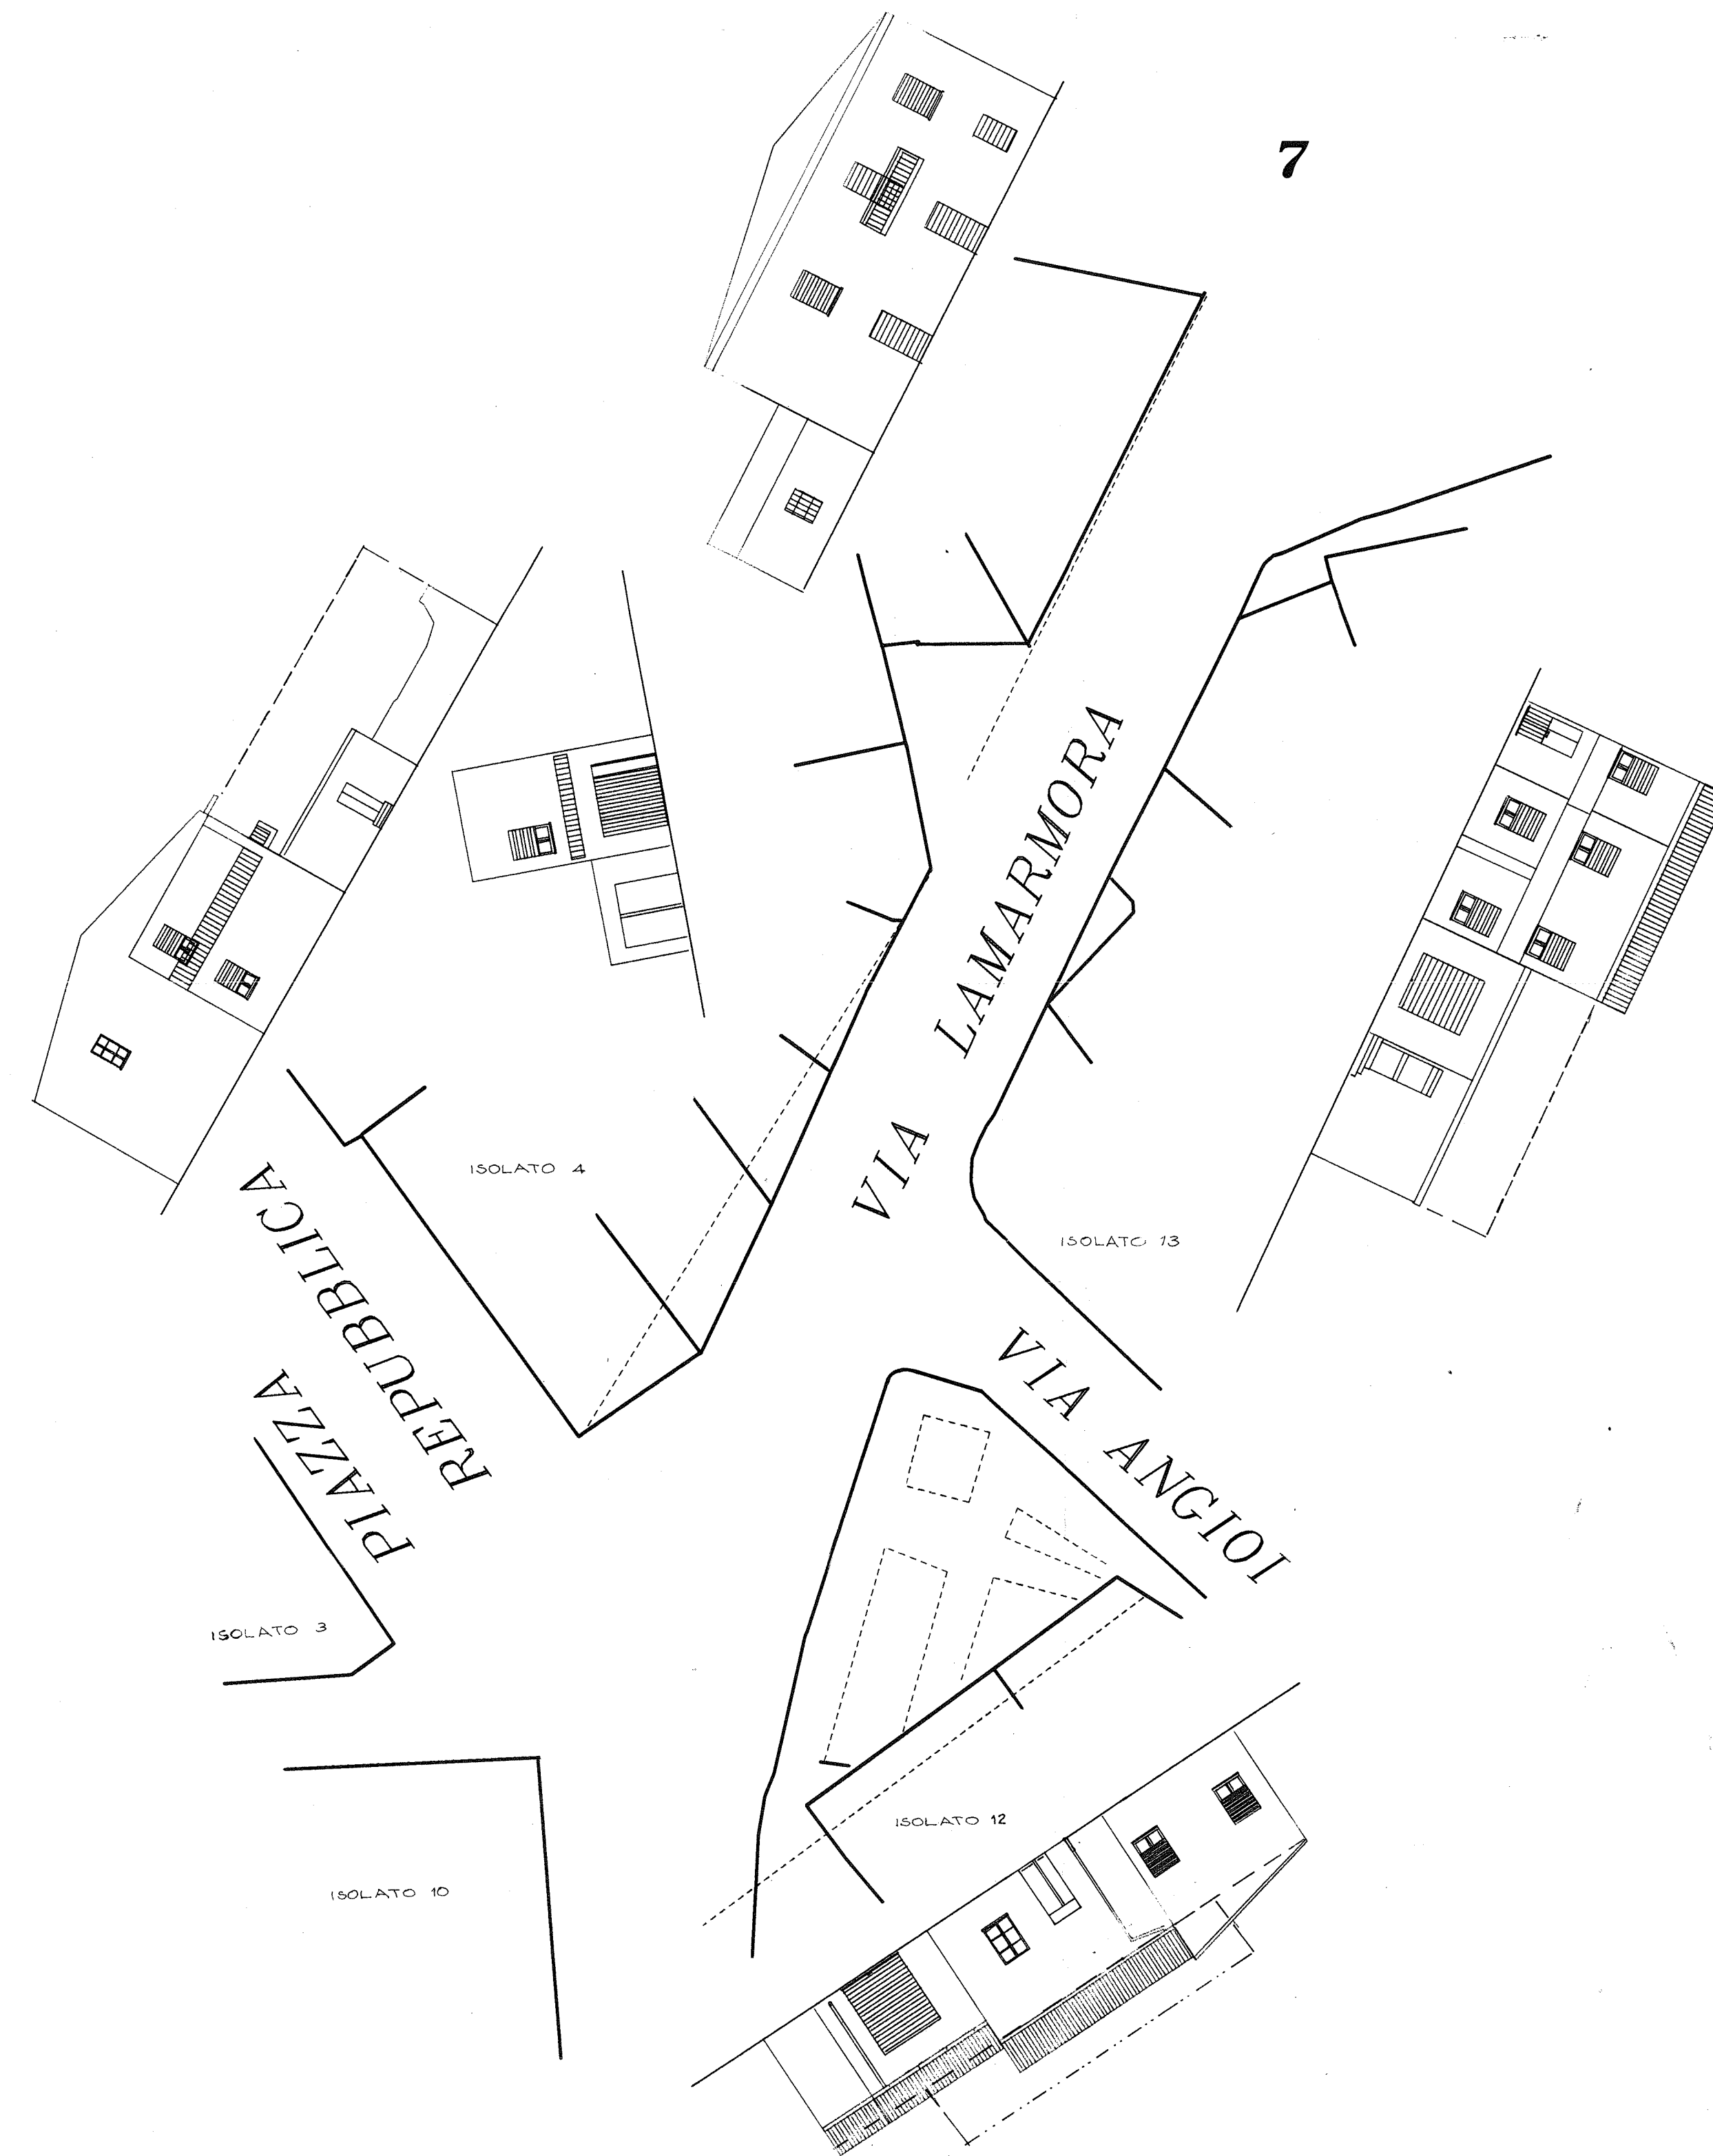 7
VIA LAMARMORA
ISOLATO 4
PIAZZA
REPUBBLICA
ISOLATO 13
VIA ANGIOI
ISOLATO 3
ISOLATO 12
ISOLATO 10